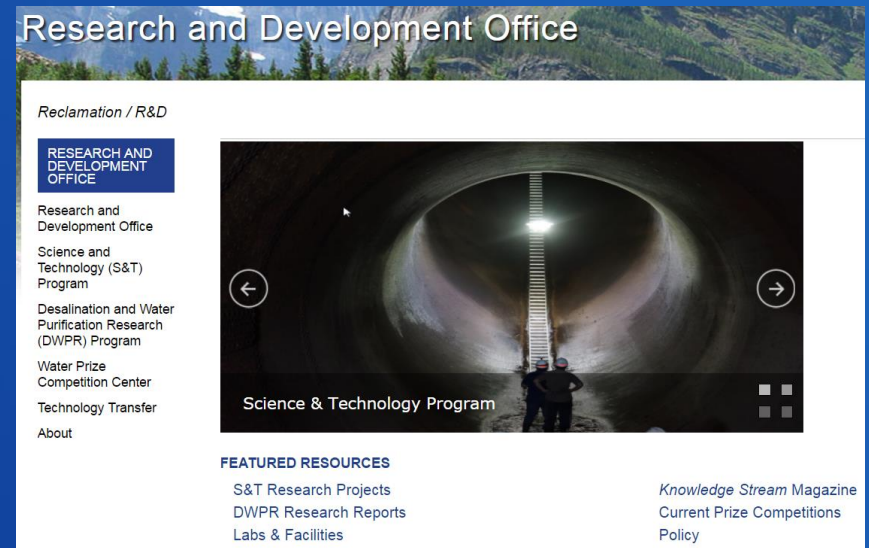 Research and Development Office
Reclamation / R&D
RESEARCH AND
DEVELOPMENT
OFFICE
Research and
Development Office
Science and
Technology (S&T)
Program
Desalination and Water
Purification Research
(DWPR) Program
Water Prize
Competition Center
Technology Transfer
About
Science & Technology Program
FEATURED RESOURCES
S&T Research Projects
DWPR Research Reports
Labs & Facilities
Knowledge Stream Magazine
Current Prize Competitions
Policy